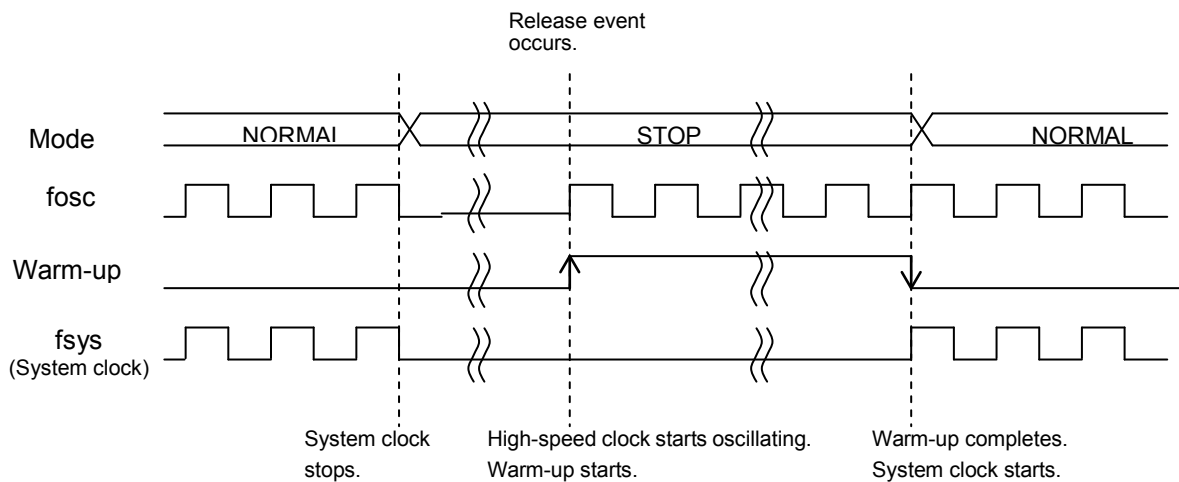 Release event
occurs.
Mode
NORMAL
STOP
NORMAL
fosc
Warm-up
fsys
(System clock)
System clock
stops.
High-speed clock starts oscillating.
Warm-up starts.
Warm-up completes.
System clock starts.